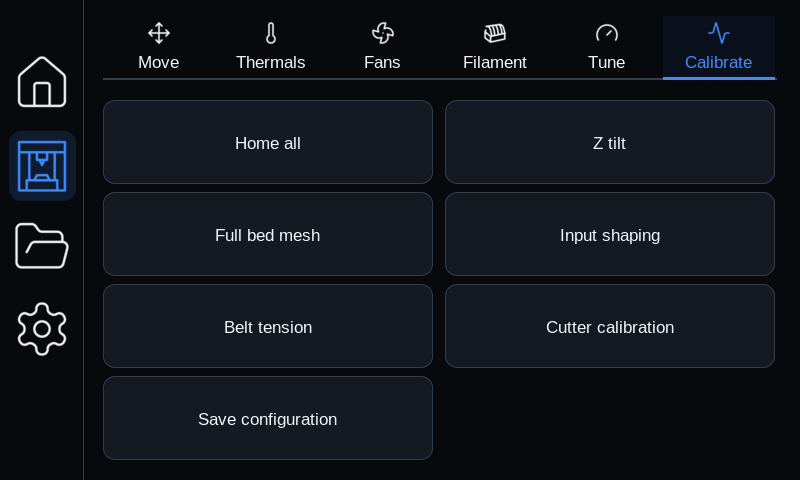 Move
Thermals
Fans
Filament
Tune
Calibrate
Home all
Z tilt
Full bed mesh
Input shaping
Belt tension
Cutter calibration
Save configuration